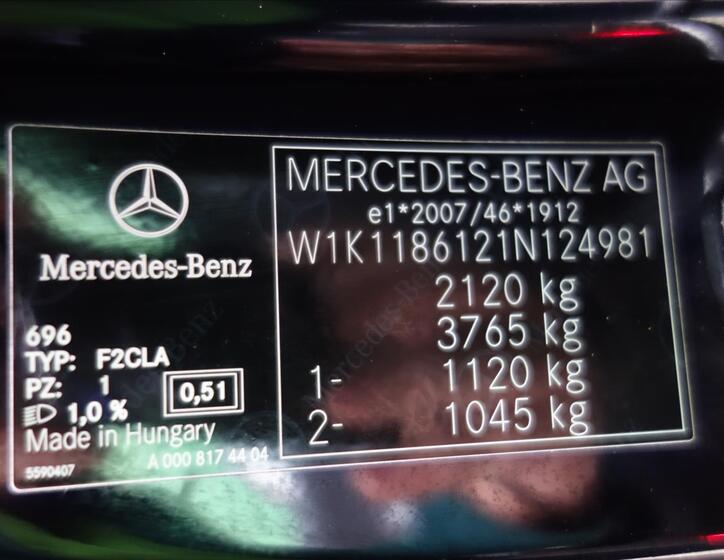 Mercedes-Benz
696
TYP: F2CLA
PZ: 1
0,51
1,0 %
Made in Hungary
5590407
A 000 817 44 04
MERCEDES-BENZ AG
e1*2007/46*1912
W1K1186121N124981
2120 kg
3765 kg
1- 1120 kg
2- 1045 kg